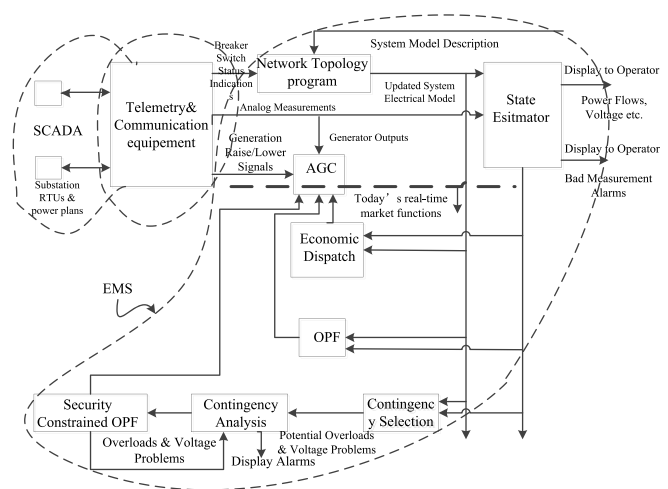 Breaker
Switch
Status
Indication
s
System Model Description
Network Topology
program
Display to Operator
Updated System
Electrical Model
Power Flows,
Voltage etc.
State
Esitmator
Telemetry&
Communication
equipement
Analog Measurements
SCADA
Generation
Raise/Lower
Signals
Generator Outputs
Display to Operator
AGC
Bad Measurement
Alarms
Substation
RTUs &
power plans
Today’s real-time
market functions
Economic
Dispatch
EMS
OPF
Security
Constrained OPF
Contingency
Analysis
Contingenc
y Selection
Overloads & Voltage
Problems
Potential Overloads
& Voltage Problems
Display Alarms